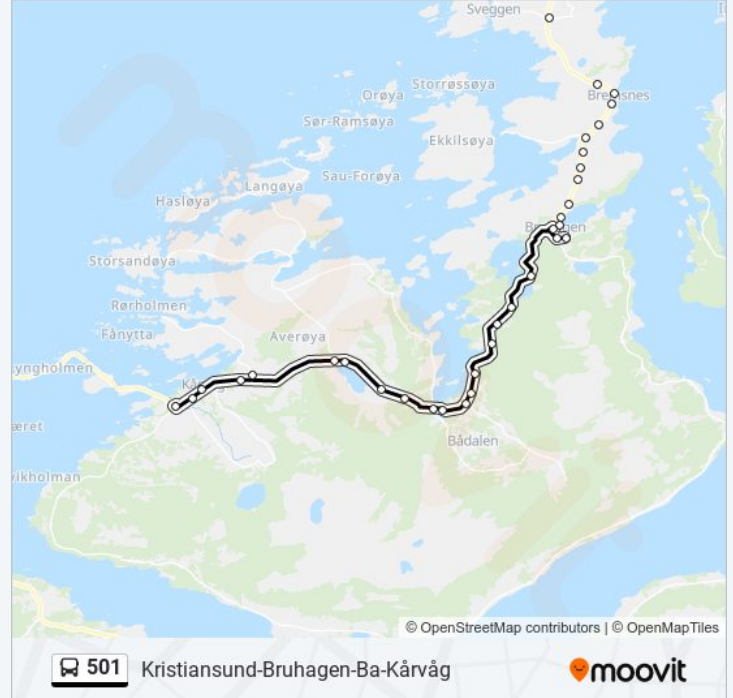 Sveggen
Storrøssøya
Orøya
Sør-Ramsøya
Ekkilsøya
Sau-Forøya
Langøya
Hasløya
Storsandøya
Rørholmen
Fånytta
Averøya
yngholmen
æret
Bådalen
vikholman
© OpenStreetMap contributors | © OpenMapTiles
501 Kristiansund-Bruhagen-Ba-Kårvåg moovit